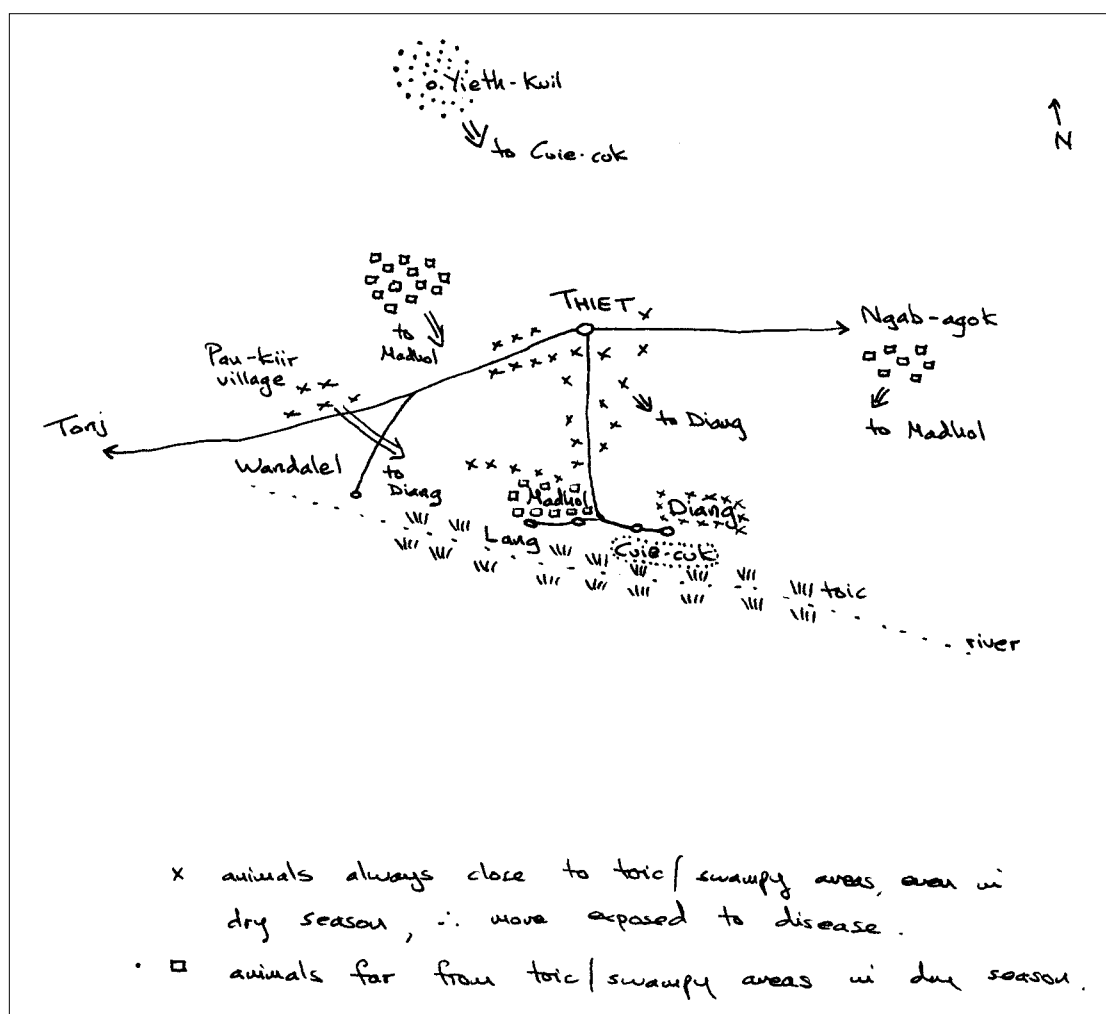 Yieth-Kuil
to Cuie-cuk
N
THIET
Ngab-agok
to
Madhol
Pau-kiir
village
to Diang
to Madhol
Tonj
Wandalel
to
Diang
Madhol
Diang
Lang
Cuie-cuk
toic
river
x animals always close to toic/swampy areas, even in
dry season, ∴ more exposed to disease.
· □ animals far from toic/swampy areas in dry season.